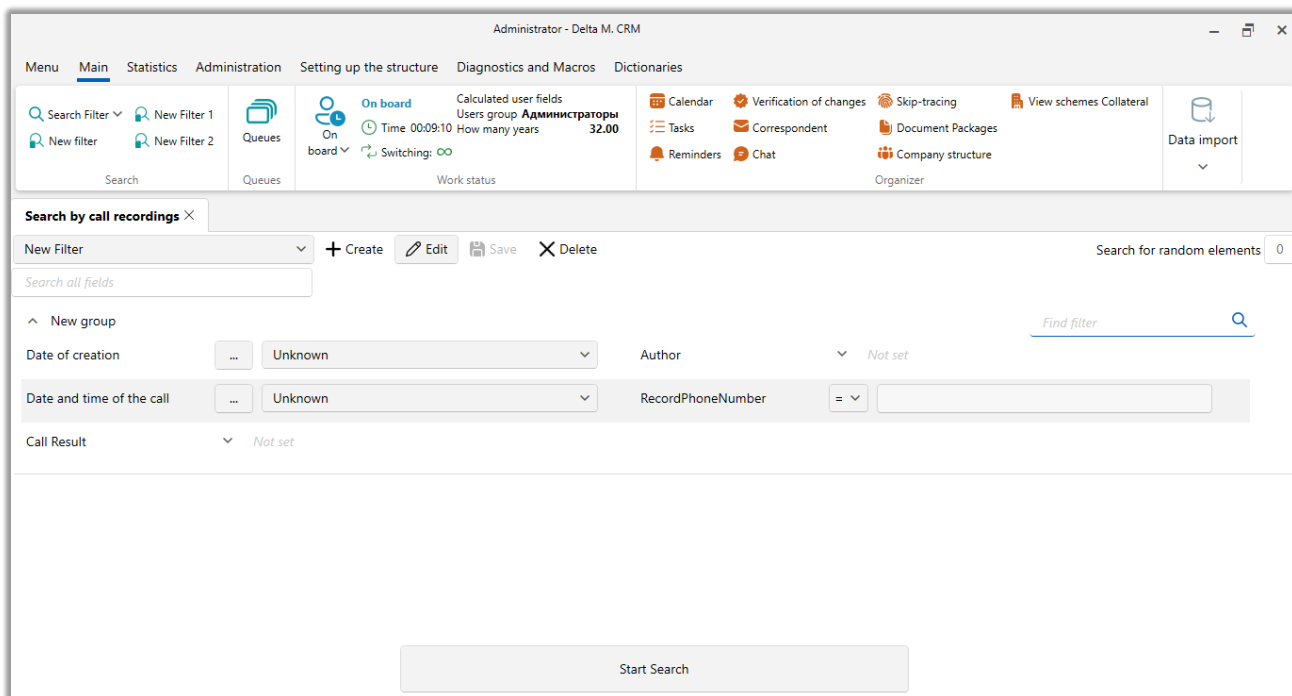 Administrator - Delta M. CRM
Menu Main Statistics Administration Setting up the structure Diagnostics and Macros Dictionaries
Search Filter New Filter 1
New filter New Filter 2
Search
Queues
Queues
On board
On board
Time 00:09:10
Switching: ∞
Calculated user fields
Users group Администраторы
How many years 32.00
Work status
Calendar Verification of changes Skip-tracing View schemes Collateral
Tasks Correspondent Document Packages
Reminders Chat Company structure
Organizer
Data import
Search by call recordings
New Filter Create Edit Save Delete Search for random elements 0
Search all fields
New group Find filter
Date of creation ... Unknown Author Not set
Date and time of the call ... Unknown RecordPhoneNumber =
Call Result Not set
Start Search